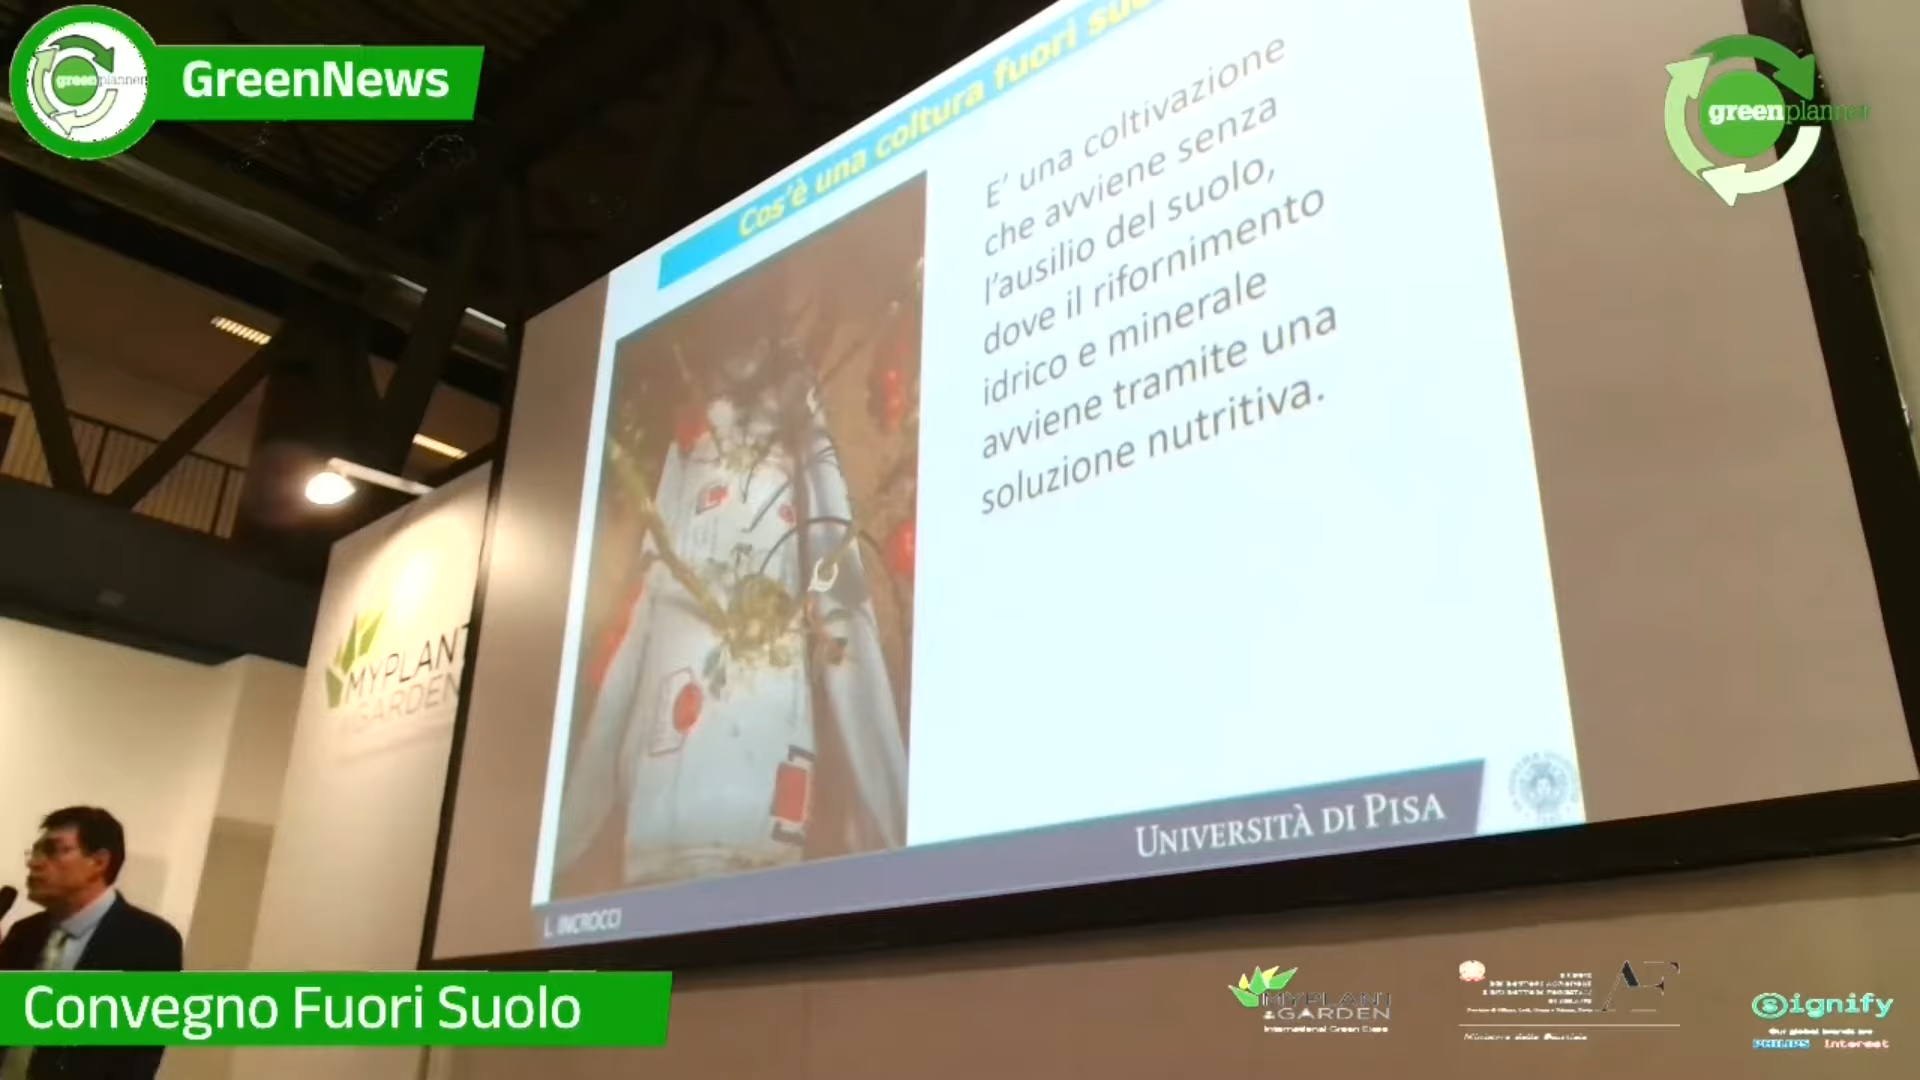 greenplanner
GreenNews
greenplanner
Cos'è una coltura fuori
E' una coltivazione
che avviene senza
l'ausilio del suolo,
dove il rifornimento
idrico e minerale
avviene tramite una
soluzione nutritiva.
MYPLANT
GARDEN
UNIVERSITÀ DI PISA
L. INCROCCI
Convegno Fuori Suolo
MYPLANT
& GARDEN
International Green Expo
AF
Signify
Our global brands are
PHILIPS interact